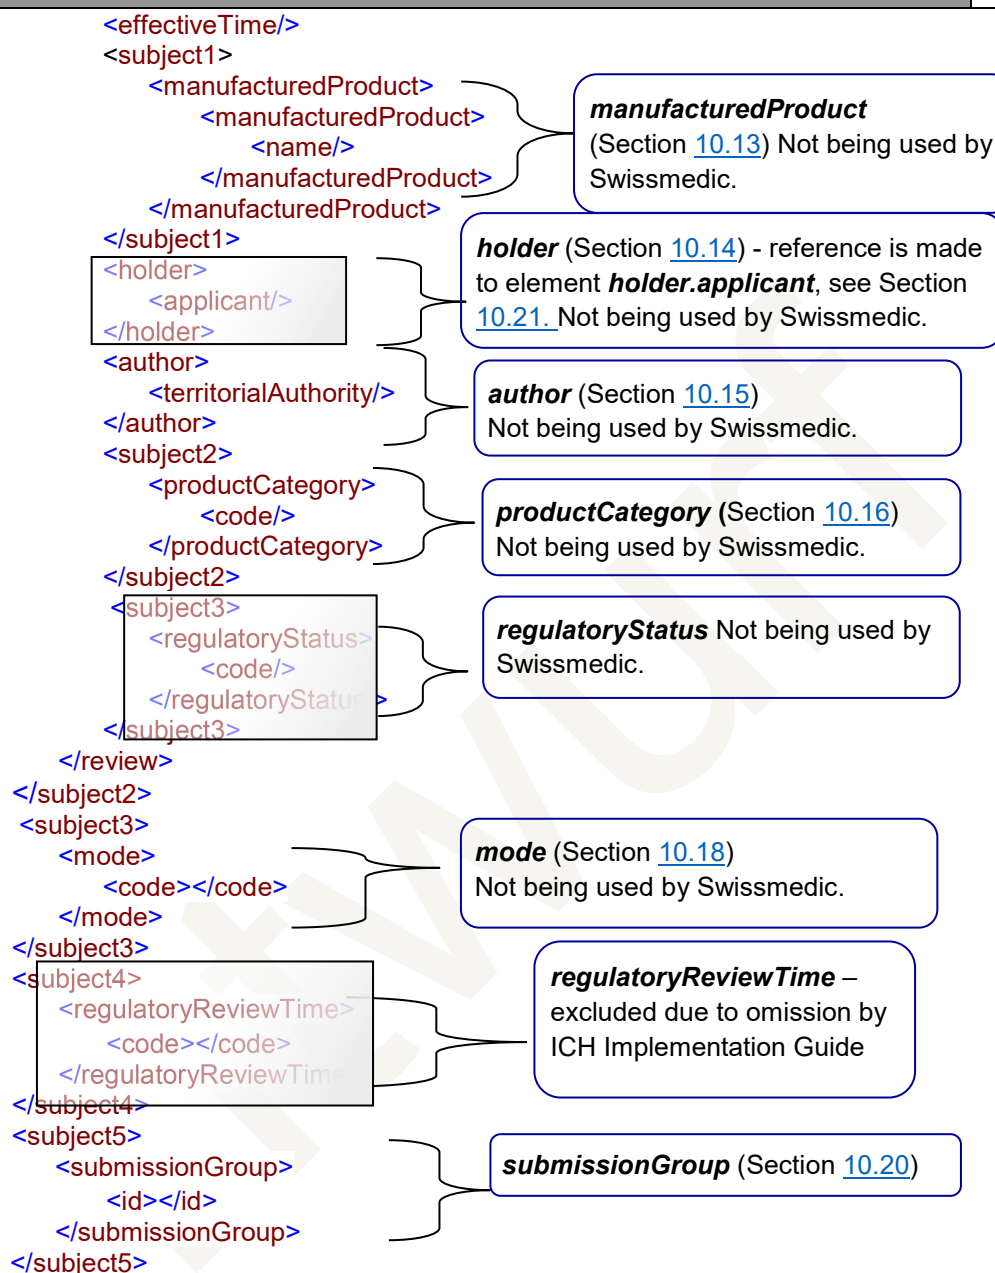 <effectiveTime/>
<subject1>
<manufacturedProduct>
<manufacturedProduct>
<name/>
</manufacturedProduct>
</manufacturedProduct>
</subject1>
manufacturedProduct
(Section 10.13) Not being used by
Swissmedic.
<holder>
<applicant/>
</holder>
holder (Section 10.14) - reference is made
to element holder.applicant, see Section
10.21. Not being used by Swissmedic.
<author>
<territorialAuthority/>
</author>
author (Section 10.15)
Not being used by Swissmedic.
<subject2>
<productCategory>
<code/>
</productCategory>
</subject2>
productCategory (Section 10.16)
Not being used by Swissmedic.
<subject3>
<regulatoryStatus>
<code/>
</regulatoryStatus>
</subject3>
regulatoryStatus Not being used by
Swissmedic.
</review>
</subject2>
<subject3>
<mode>
<code></code>
</mode>
</subject3>
mode (Section 10.18)
Not being used by Swissmedic.
<subject4>
<regulatoryReviewTime>
<code></code>
</regulatoryReviewTime
</subject4>
regulatoryReviewTime –
excluded due to omission by
ICH Implementation Guide
<subject5>
<submissionGroup>
<id></id>
</submissionGroup>
</subject5>
submissionGroup (Section 10.20)
twurf